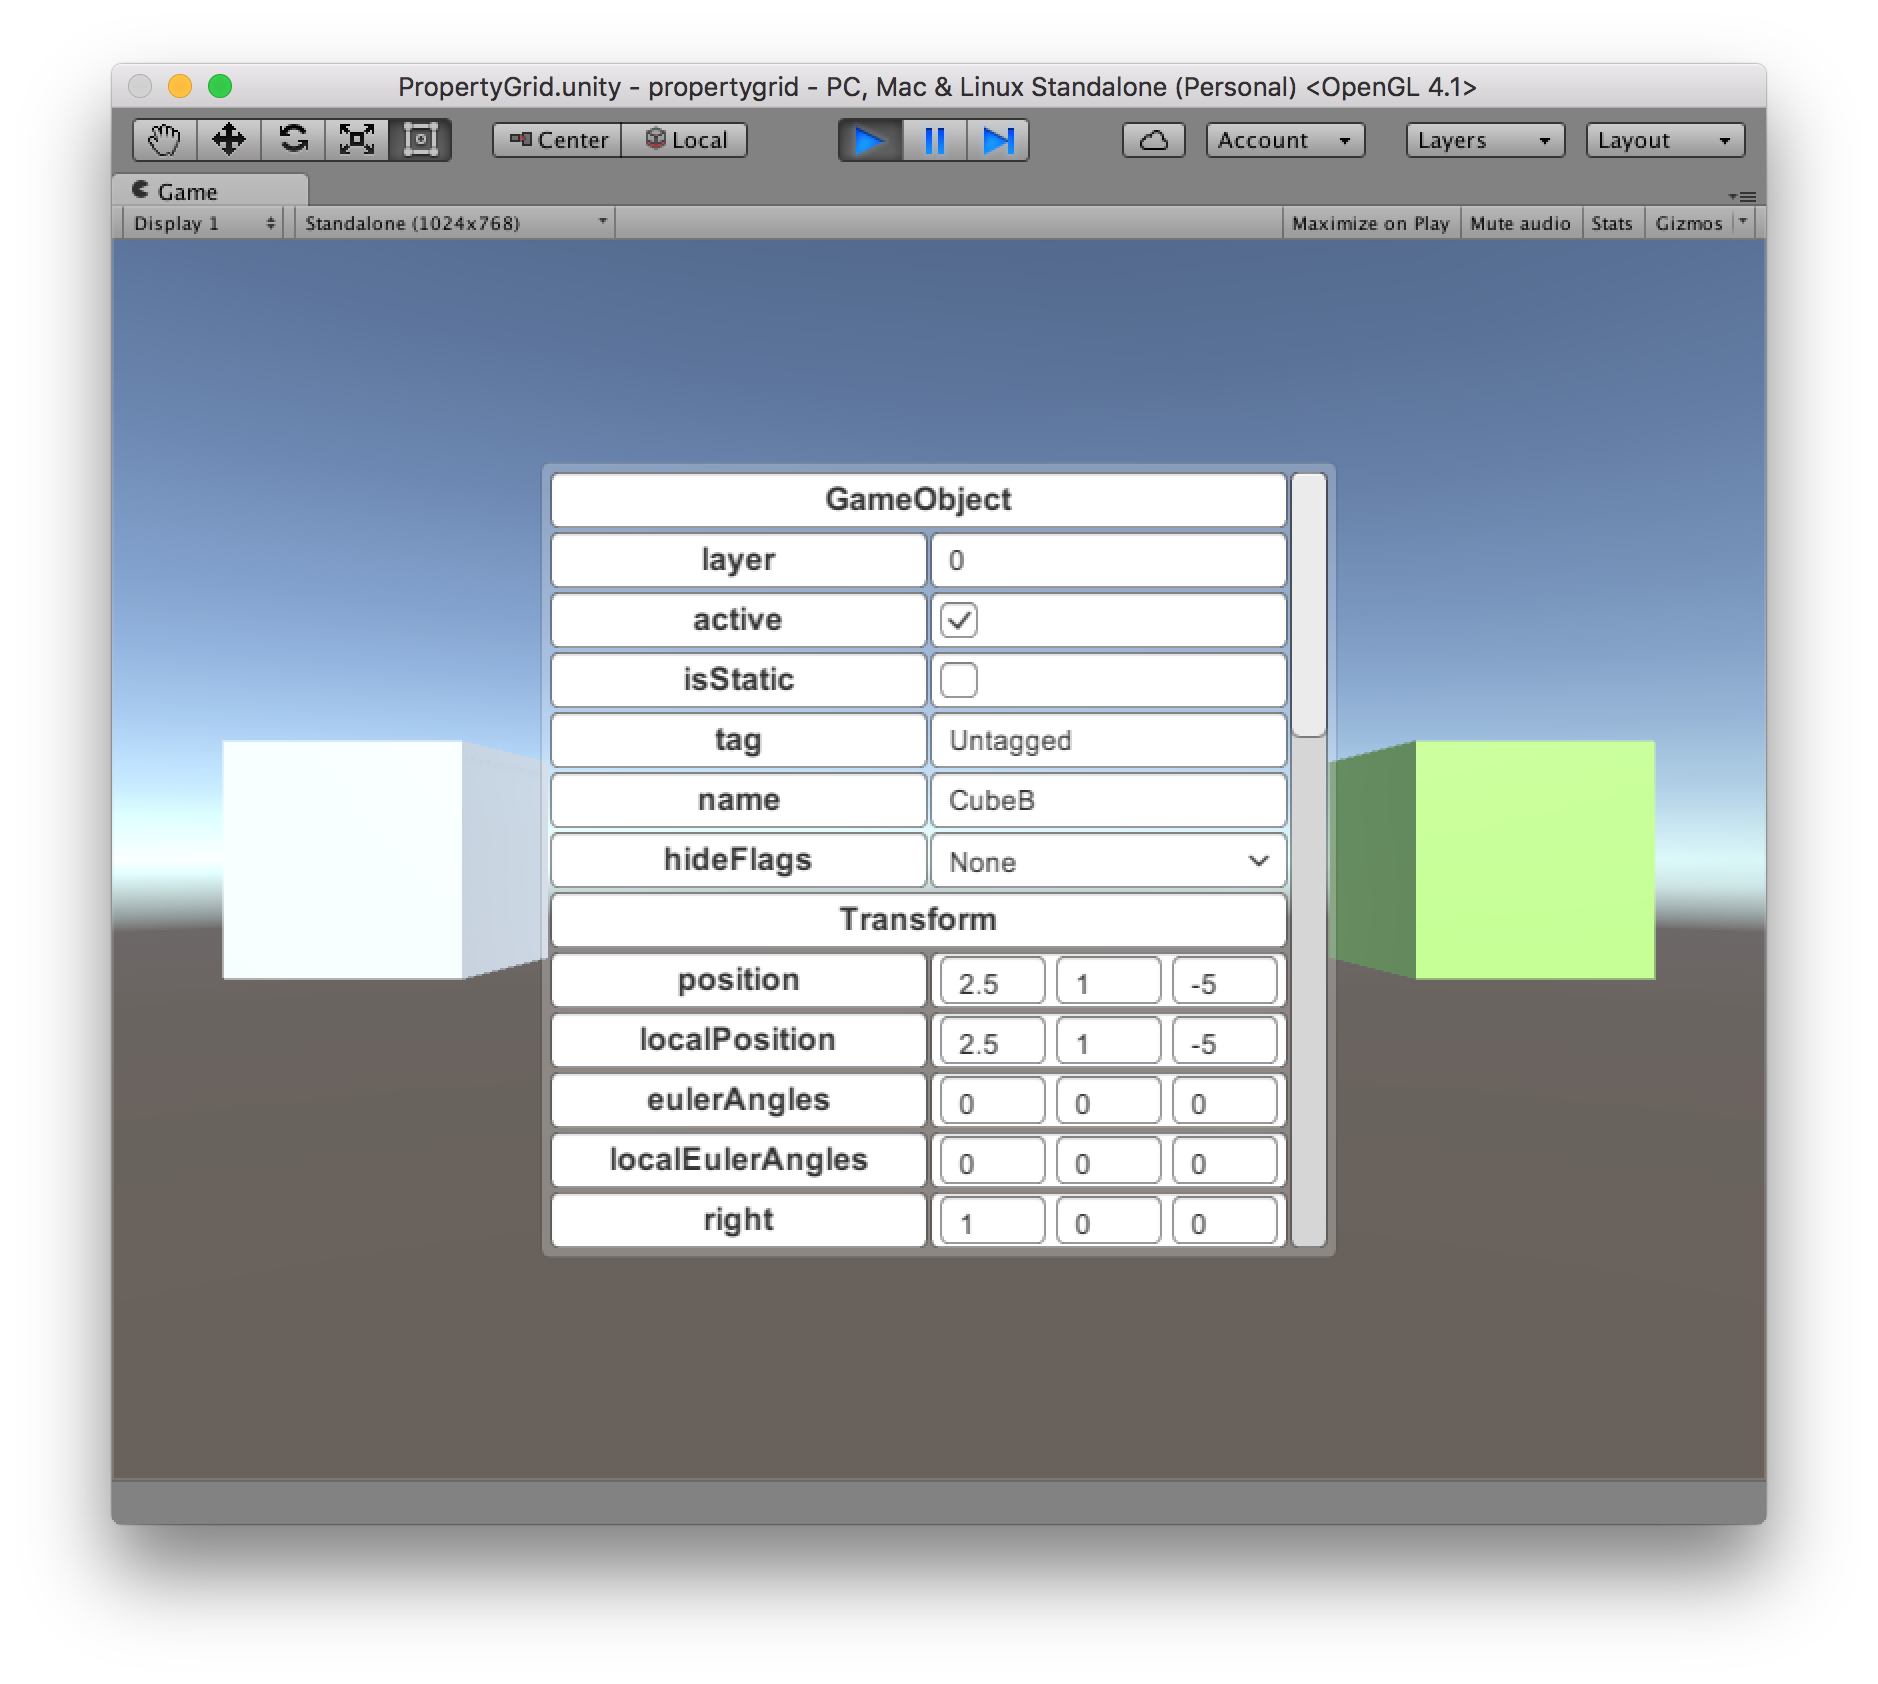 PropertyGrid.unity - propertygrid - PC, Mac & Linux Standalone (Personal) <OpenGL 4.1>
Center Local Account Layers Layout
Game
Display 1 Standalone (1024x768) Maximize on Play Mute audio Stats Gizmos
GameObject
layer 0
active
isStatic
tag Untagged
name CubeB
hideFlags None
Transform
position 2.5 1 -5
localPosition 2.5 1 -5
eulerAngles 0 0 0
localEulerAngles 0 0 0
right 1 0 0